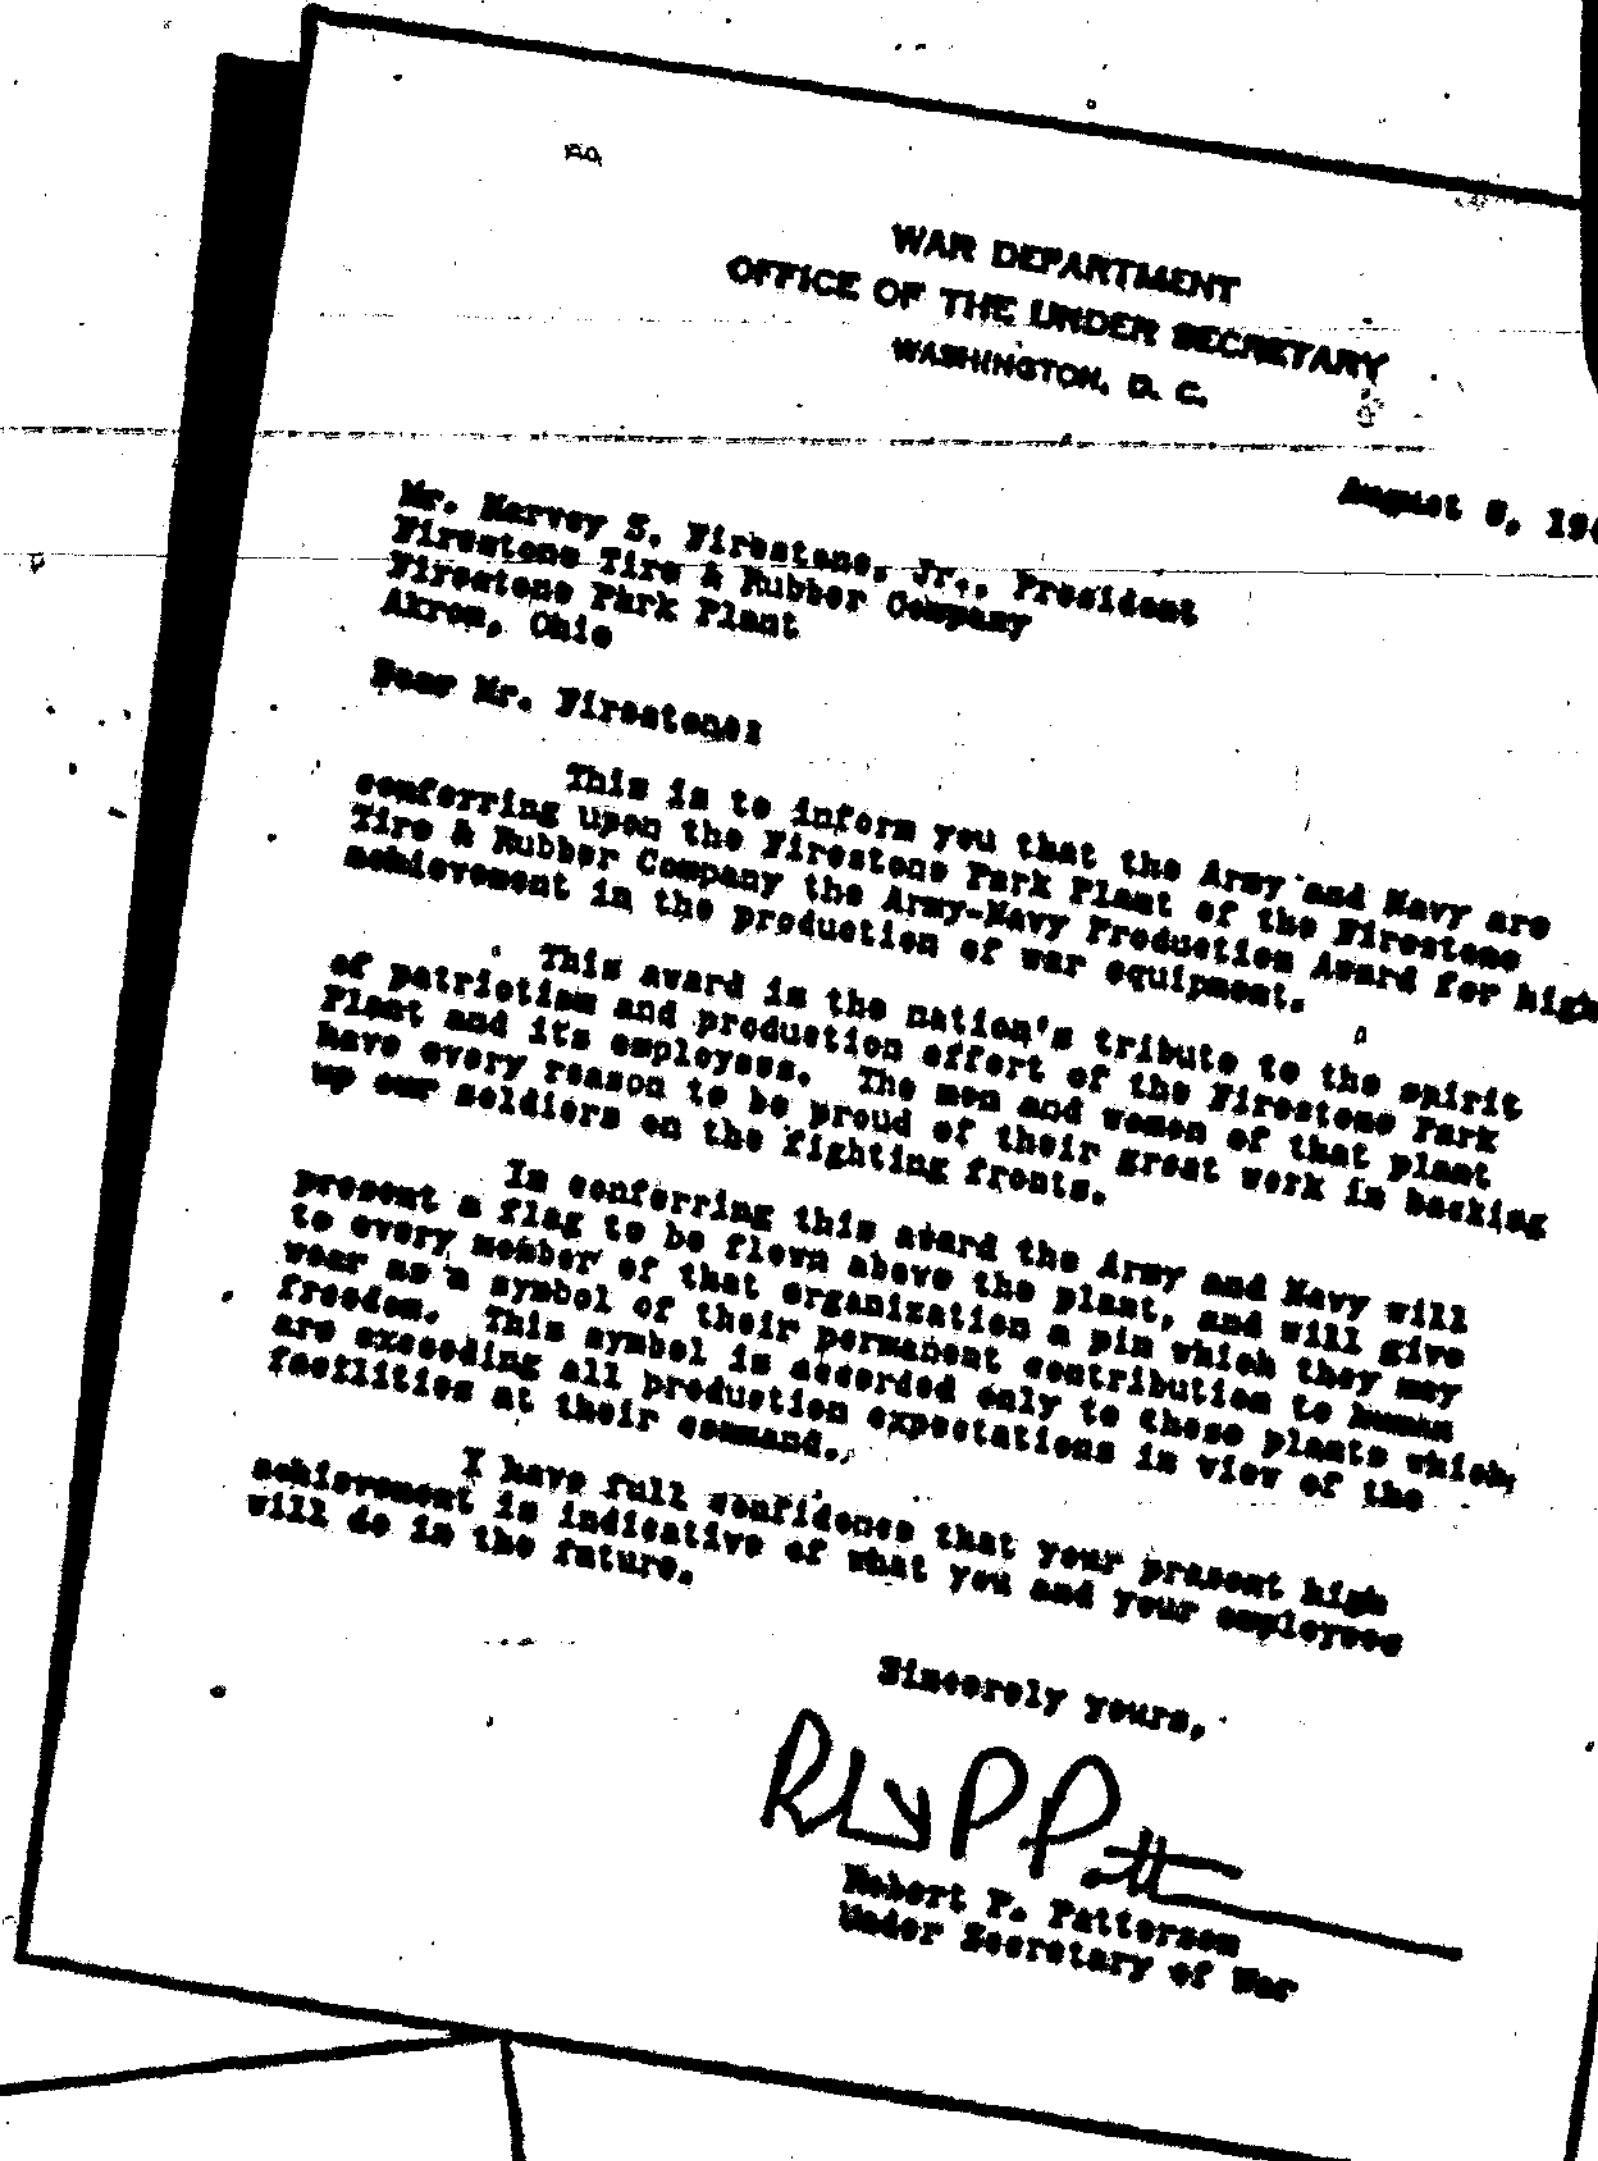 WAR DEPARTMENT
OFFICE OF THE UNDER SECRETARY
WASHINGTON, D. C.
August 194
Mr. Harvey S. Firestone, Jr., President
Firestone Tire & Rubber Company
Firestone Park Plant
Akron, Ohio
Dear Mr. Firestone:
This is to inform you that the Army and Navy are
conferring upon the Firestone Park Plant of the Firestone
Tire & Rubber Company the Army-Navy Production Award for high
achievement in the production of war equipment.
This award is the nation's tribute to the spirit
of patriotism and production effort of the Firestone Park
Plant and its employees. The men and women of that plant
have every reason to be proud of their great work in backing
up our soldiers on the fighting fronts.
In conferring this award the Army and Navy will
present a flag to be flown above the plant, and will give
to every member of that organization a pin which they may
wear as a symbol of their permanent contribution to human
freedom. This symbol is accorded only to those plants which
are exceeding all production expectations in view of the
facilities at their command.
I have full confidence that your present high
achievement is indicative of what you and your employees
will do in the future.
Sincerely yours,
Robert P. Patterson
Under Secretary of War